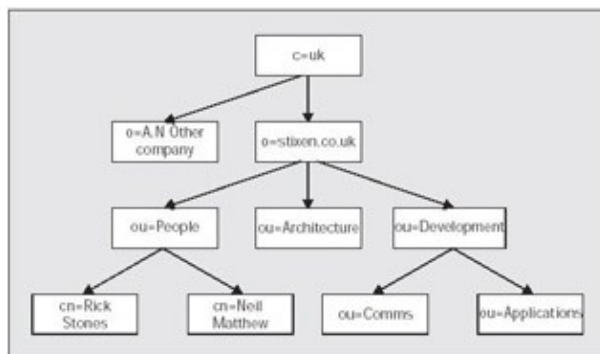 c=uk
o=A.N Other
company
o=stixen.co.uk
ou=People
ou=Architecture
ou=Development
cn=Rick
Stones
cn=Neil
Matthew
ou=Comms
ou=Applications